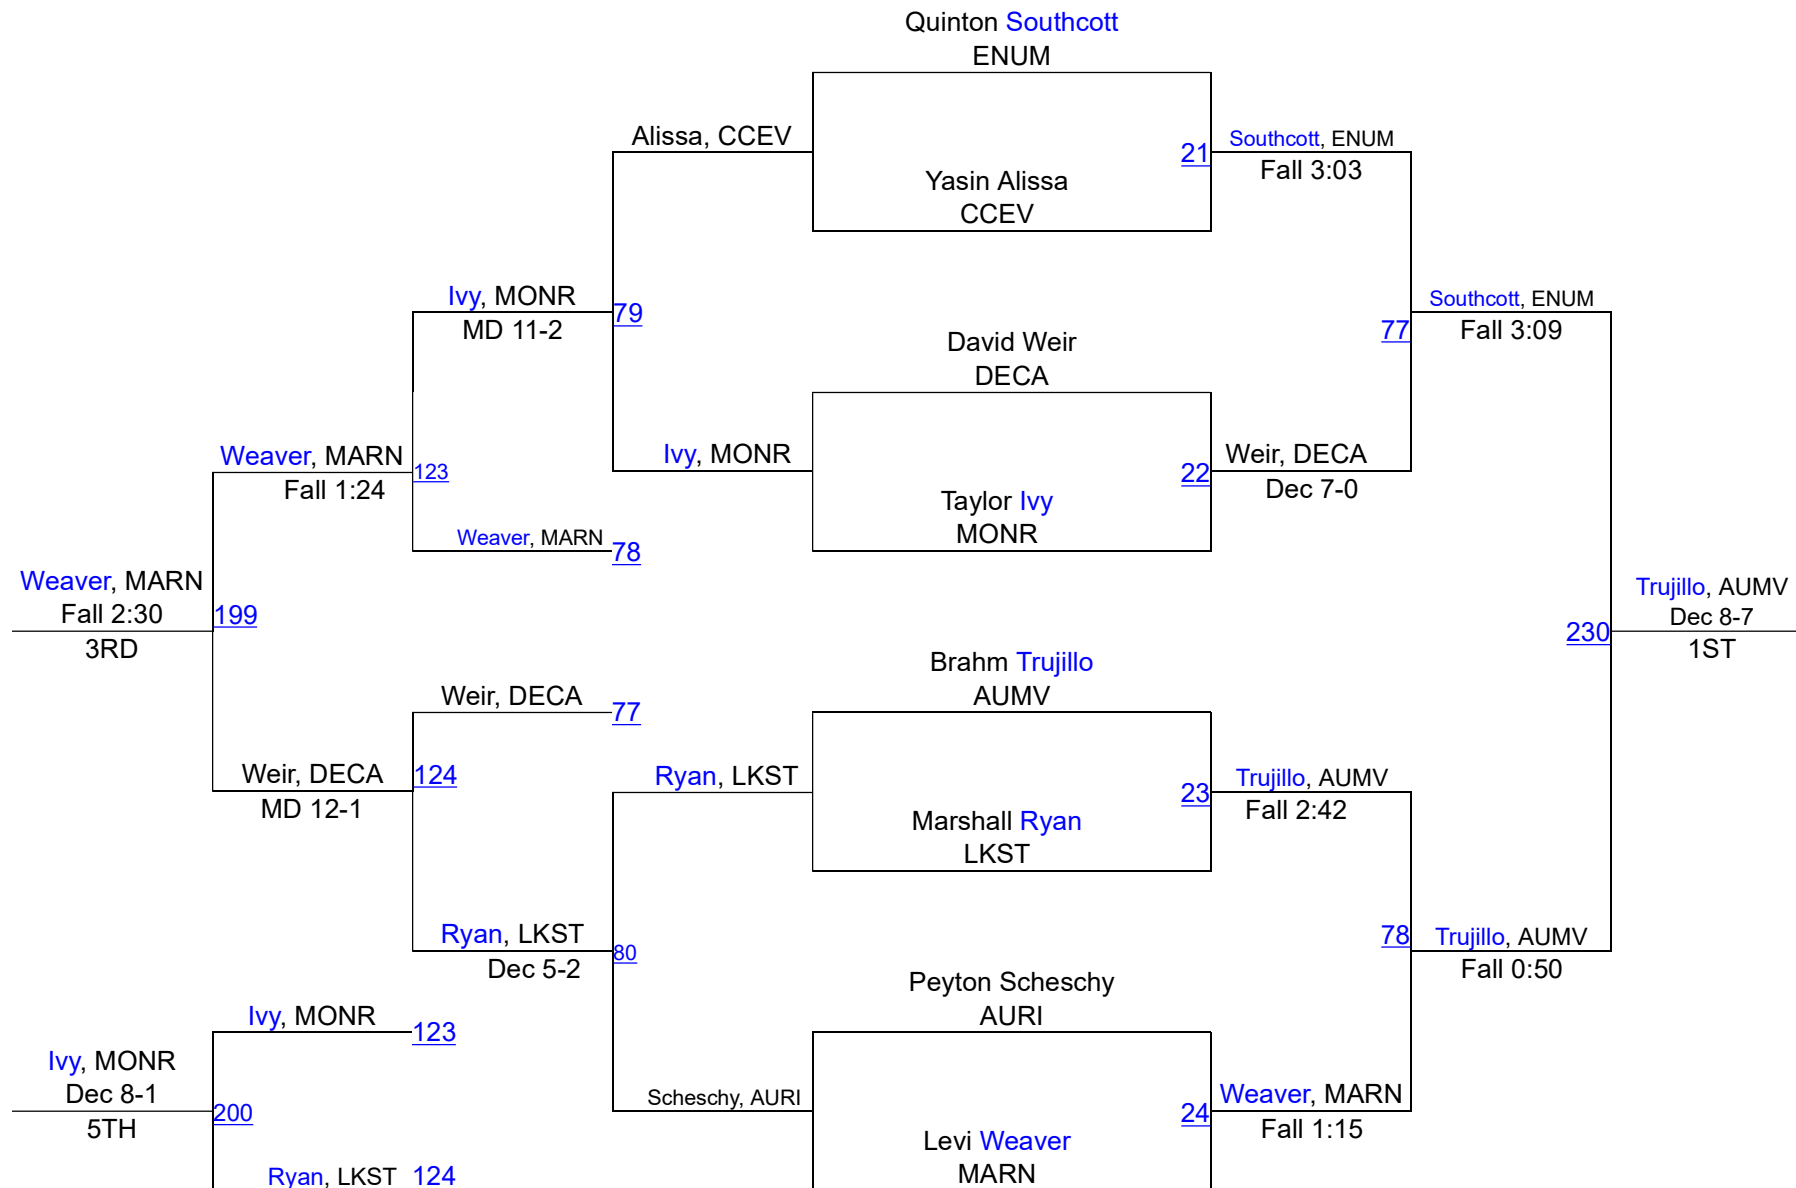 Quinton Southcott
ENUM
Alissa, CCEV
21
Southcott, ENUM
Fall 3:03
Yasin Alissa
CCEV
Ivy, MONR
MD 11-2
79
Southcott, ENUM
Fall 3:09
77
David Weir
DECA
Weaver, MARN
Fall 1:24
123
Ivy, MONR
22
Weir, DECA
Dec 7-0
Taylor Ivy
MONR
Weaver, MARN
78
Weaver, MARN
Fall 2:30
3RD
199
230
Trujillo, AUMV
Dec 8-7
1ST
Brahm Trujillo
AUMV
Weir, DECA
77
Weir, DECA
MD 12-1
124
Ryan, LKST
23
Trujillo, AUMV
Fall 2:42
Marshall Ryan
LKST
Ryan, LKST
Dec 5-2
80
78
Trujillo, AUMV
Fall 0:50
Peyton Scheschy
AURI
Ivy, MONR
123
Ivy, MONR
Dec 8-1
5TH
200
Scheschy, AURI
24
Weaver, MARN
Fall 1:15
Levi Weaver
MARN
Ryan, LKST
124